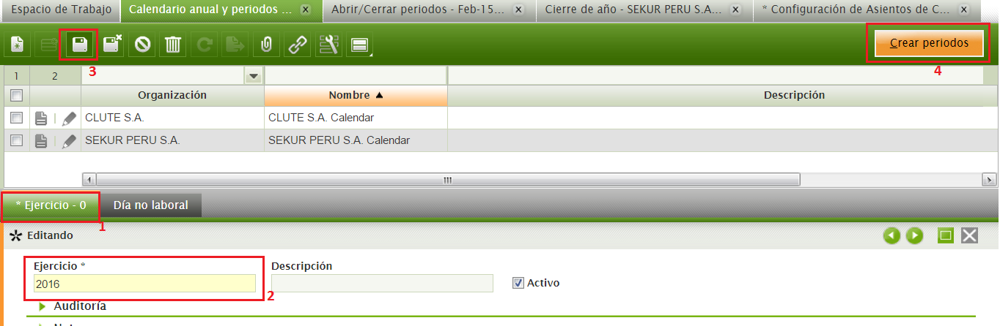 Espacio de Trabajo Calendario anual y periodos ... Abrir/Cerrar periodos - Feb-15... Cierre de año - SEKUR PERU S.A... * Configuración de Asientos de C...
Crear periodos
1 2 3 4
Organización Nombre Descripción
CLUTE S.A. CLUTE S.A. Calendar
SEKUR PERU S.A. SEKUR PERU S.A. Calendar
* Ejercicio - 0 Día no laboral
1
Editando
Ejercicio * Descripción
2016 Activo
2
Auditoría